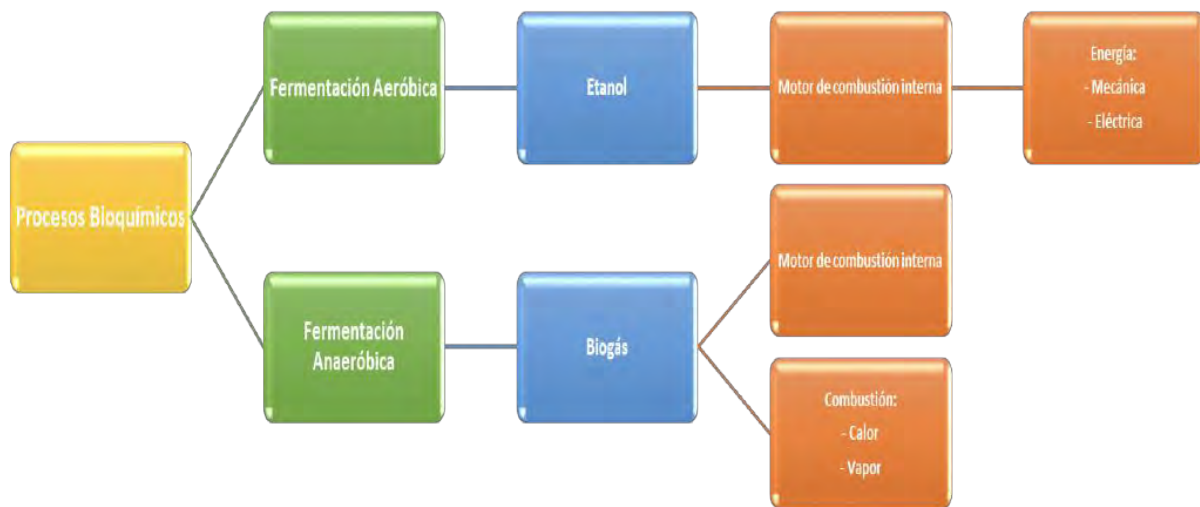 Procesos Bioquímicos
Fermentación Aeróbica
Etanol
Motor de combustión interna
Energía:
- Mecánica
- Eléctrica
Fermentación
Anaeróbica
Biogás
Motor de combustión interna
Combustión:
- Calor
- Vapor